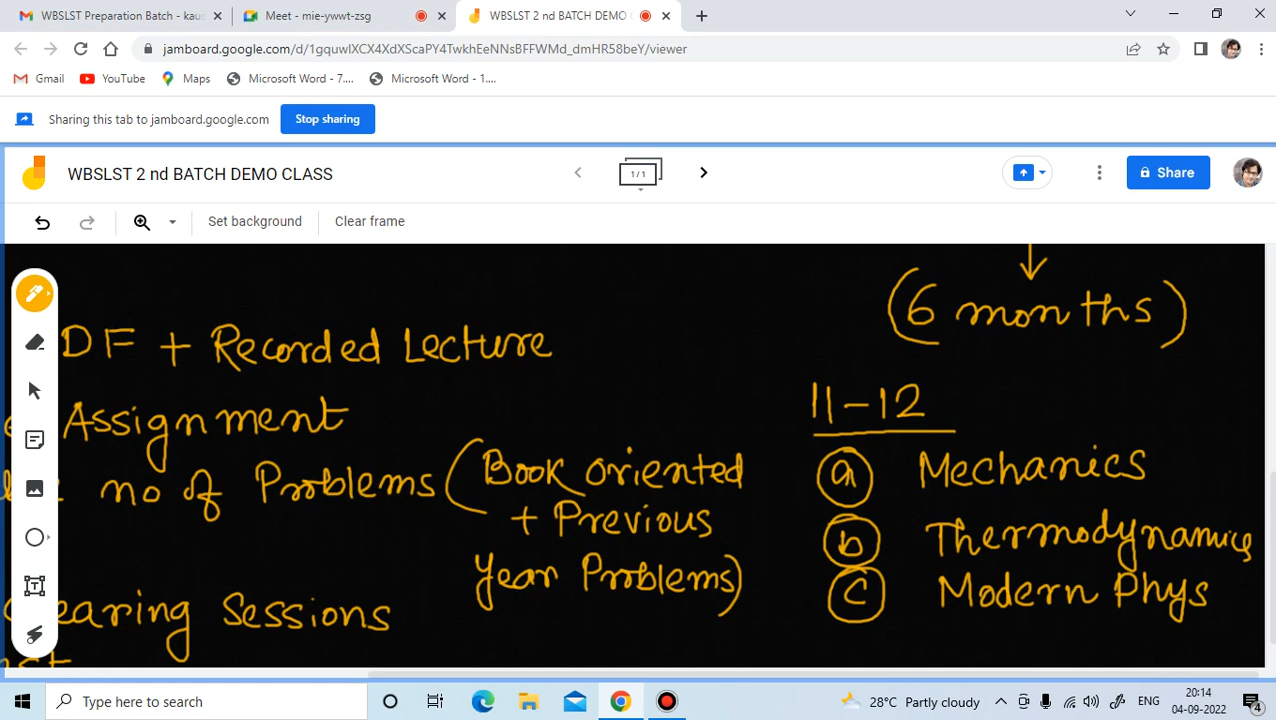 WBSLST Preparation Batch - kaus
Meet - mie-ywwt-zsg
WBSLST 2 nd BATCH DEMO
jamboard.google.com/d/1gquwlXCX4XdXScaPY4TwkhEeNNsBFFWMd_dmHR58beY/viewer
Gmail YouTube Maps Microsoft Word - 7.... Microsoft Word - 1....
Sharing this tab to jamboard.google.com Stop sharing
WBSLST 2 nd BATCH DEMO CLASS 1/1 Share
Set background Clear frame
(6 months)
DF + Recorded Lecture
Assignment
no of Problems (Book oriented
+ Previous
year Problems)
earing Sessions
11-12
a Mechanics
b Thermodynamics
c Modern Phys
Type here to search 28°C Partly cloudy ENG 20:14
04-09-2022 4